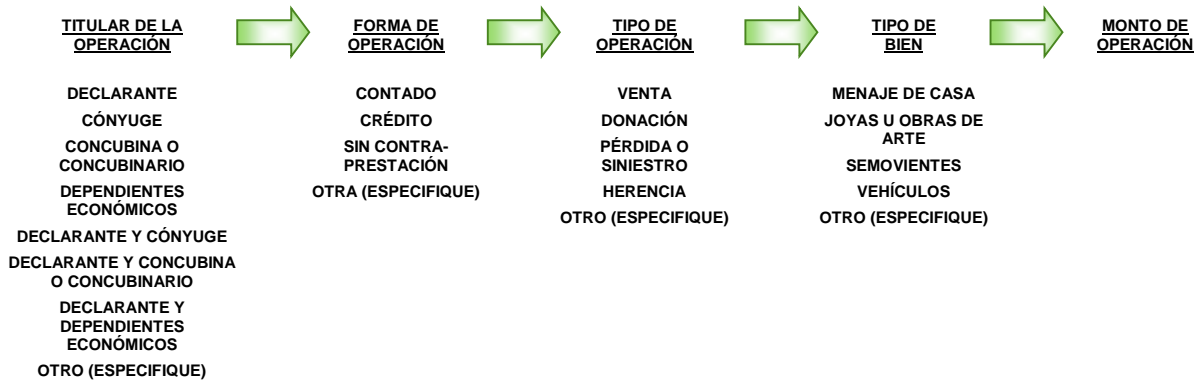 TITULAR DE LA
OPERACIÓN
FORMA DE
OPERACIÓN
TIPO DE
OPERACIÓN
TIPO DE
BIEN
MONTO DE
OPERACIÓN
DECLARANTE
CÓNYUGE
CONCUBINA O
CONCUBINARIO
DEPENDIENTES
ECONÓMICOS
DECLARANTE Y CÓNYUGE
DECLARANTE Y CONCUBINA
O CONCUBINARIO
DECLARANTE Y
DEPENDIENTES
ECONÓMICOS
OTRO (ESPECIFIQUE)
CONTADO
CRÉDITO
SIN CONTRA-
PRESTACIÓN
OTRA (ESPECIFIQUE)
VENTA
DONACIÓN
PÉRDIDA O
SINIESTRO
HERENCIA
OTRO (ESPECIFIQUE)
MENAJE DE CASA
JOYAS U OBRAS DE
ARTE
SEMOVIENTES
VEHÍCULOS
OTRO (ESPECIFIQUE)